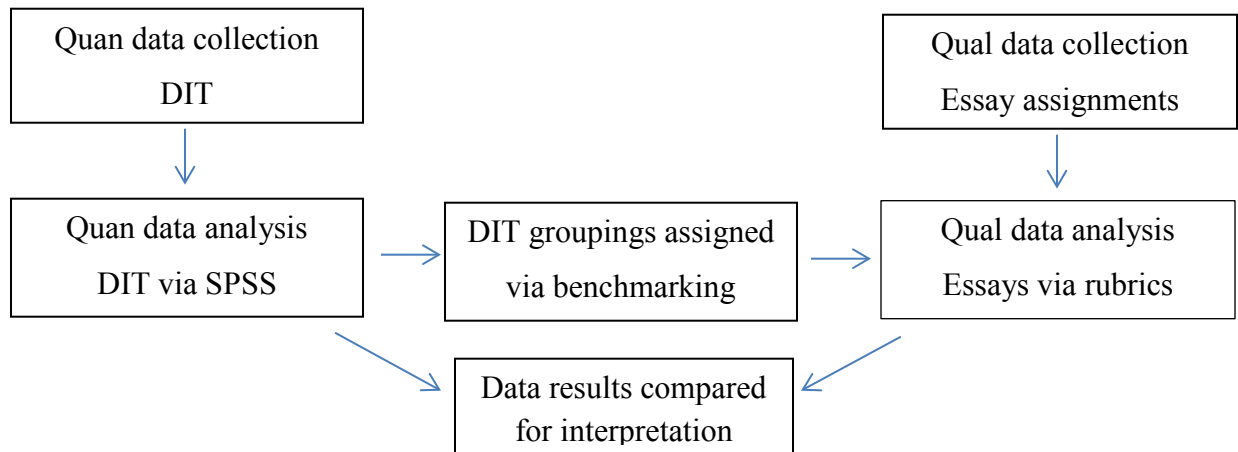 Quan data collection
DIT
Qual data collection
Essay assignments
Quan data analysis
DIT via SPSS
DIT groupings assigned
via benchmarking
Qual data analysis
Essays via rubrics
Data results compared
for interpretation